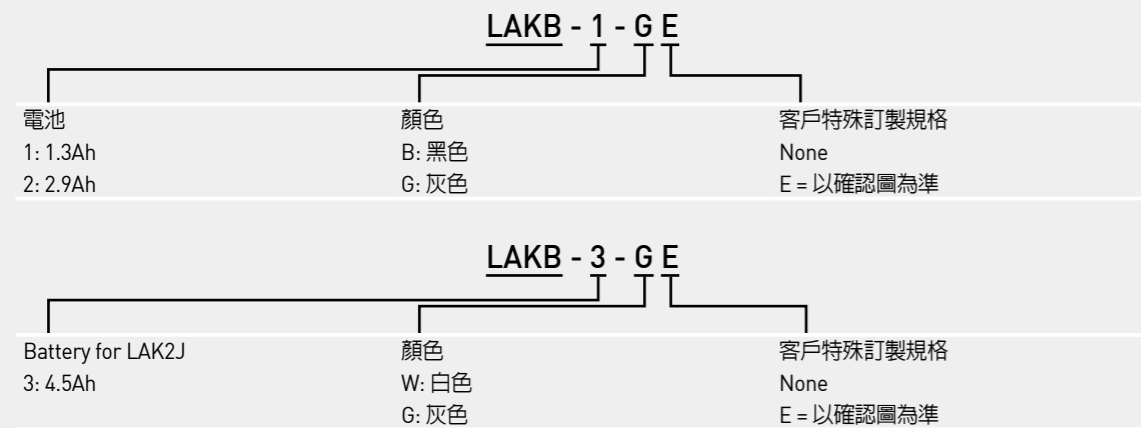 LAKB - 1 - G E
電池 顏色 客戶特殊訂製規格
1: 1.3Ah B: 黑色 None
2: 2.9Ah G: 灰色 E = 以確認圖為準
LAKB - 3 - G E
Battery for LAK2J 顏色 客戶特殊訂製規格
3: 4.5Ah W: 白色 None
G: 灰色 E = 以確認圖為準